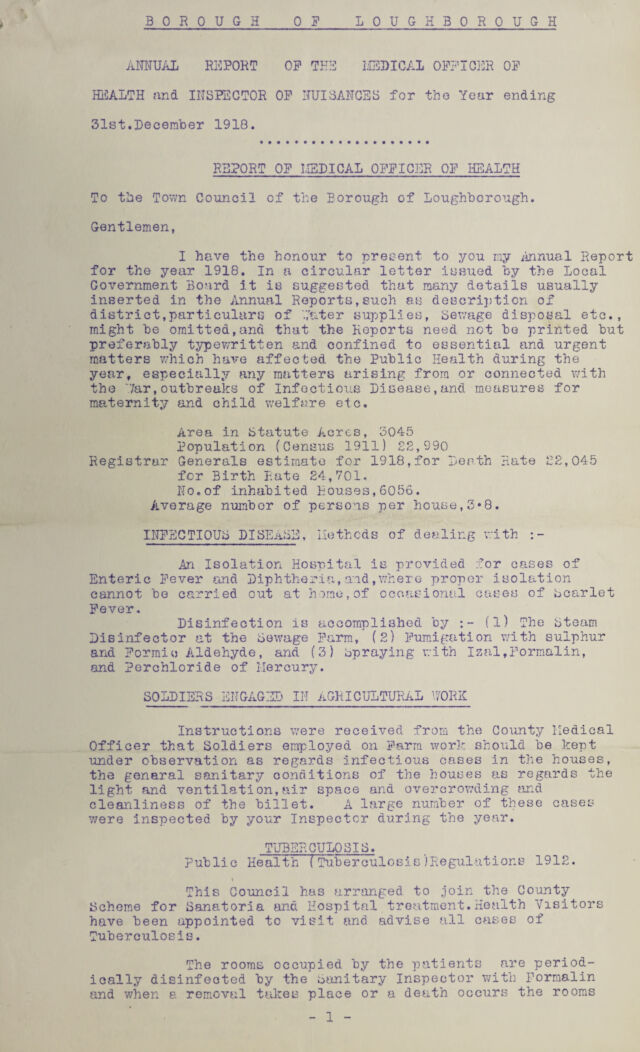 BOROUGH OF LOUGHBOROUGH
ANNUAL REPORT OF THE MEDICAL OFFICER OF
HEALTH and INSPECTOR OF NUISANCES for the Year ending
31st.December 1918.
....................
REPORT OF MEDICAL OFFICER OF HEALTH
To the Town Council of the Borough of Loughborough.
Gentlemen,
I have the honour to present to you my Annual Report
for the year 1918. In a circular letter issued by the Local
Government Board it is suggested that many details usually
inserted in the Annual Reports,such as description of
district,particulars of Water supplies, Sewage disposal etc.,
might be omitted,and that the Reports need not be printed but
preferably typewritten and confined to essential and urgent
matters which have affected the Public Health during the
year, especially any matters arising from or connected with
the War,outbreaks of Infectious Disease,and measures for
maternity and child welfare etc.
Area in Statute Acres, 3045
Population (Census 1911) 22,990
Registrar Generals estimate for 1918,for Death Rate 22,045
for Birth Rate 24,701.
No.of inhabited Houses,6056.
Average number of persons per house,3•8.
INFECTIOUS DISEASE, Methods of dealing with :-
An Isolation Hospital is provided for cases of
Enteric Fever and Diphtheria,and,where proper isolation
cannot be carried out at home,of occasional cases of Scarlet
Fever.
Disinfection is accomplished by :- (1) The Steam
Disinfector at the Sewage Farm, (2) Fumigation with sulphur
and Formic Aldehyde, and (3) Spraying with Izal,Formalin,
and Perchloride of Mercury.
SOLDIERS ENGAGED IN AGRICULTURAL WORK
Instructions were received from the County Medical
Officer that Soldiers employed on Farm work should be kept
under observation as regards infectious cases in the houses,
the genaral sanitary conditions of the houses as regards the
light and ventilation,air space and overcrowding and
cleanliness of the billet. A large number of these cases
were inspected by your Inspector during the year.
TUBERCULOSIS.
Public Health (Tuberculosis)Regulations 1912.
This Council has arranged to join the County
Scheme for Sanatoria and Hospital treatment.Health Visitors
have been appointed to visit and advise all cases of
Tuberculosis.
The rooms occupied by the patients are period-
ically disinfected by the Sanitary Inspector with Formalin
and when a removal takes place or a death occurs the rooms
- 1 -